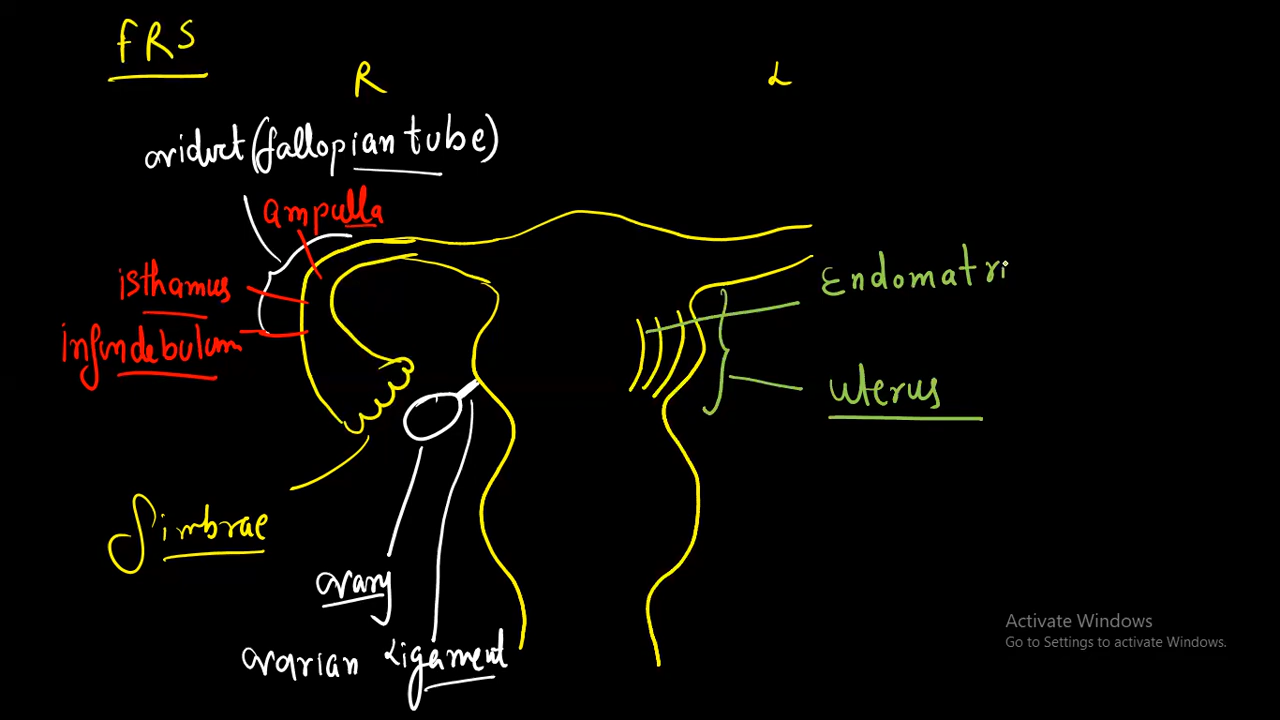 FRS
R
L
oviduct (fallopian tube)
ampulla
isthamus
infundebulum
Endomatri
uterus
fimbrae
ovary
ovarian Ligament
Activate Windows
Go to Settings to activate Windows.